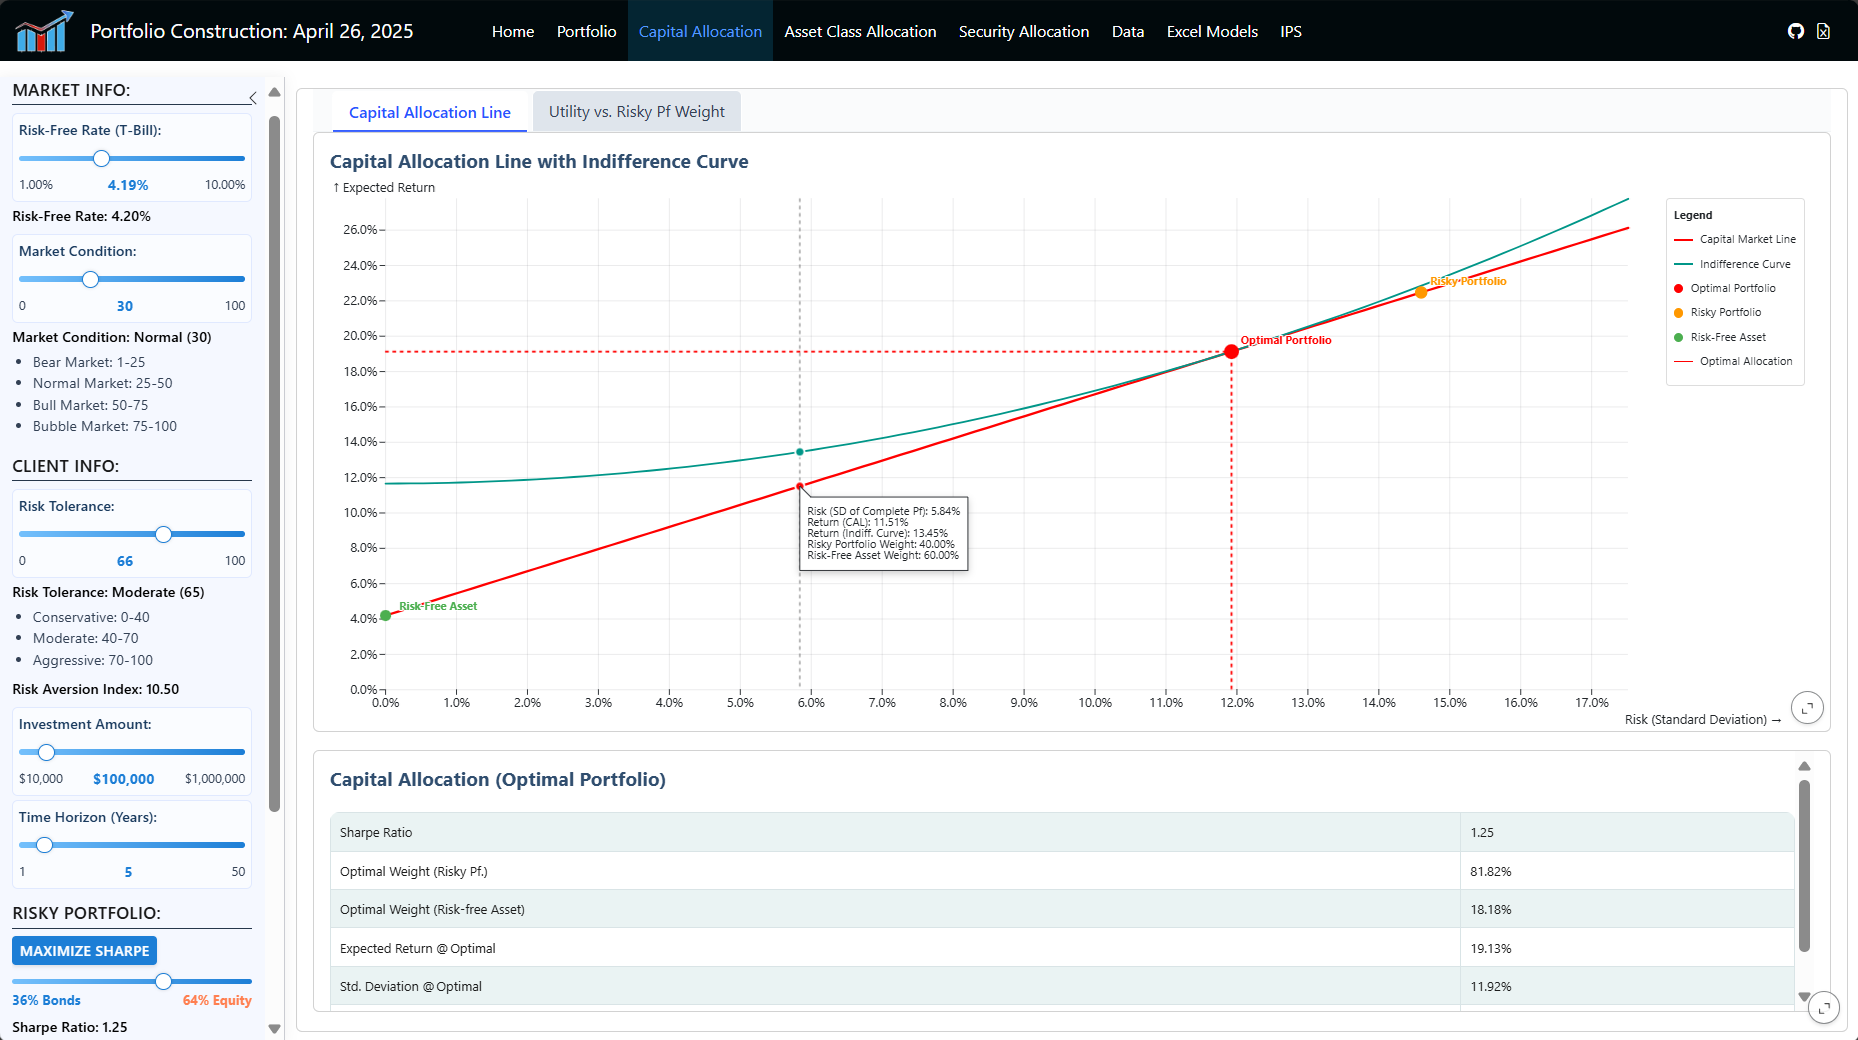 Portfolio Construction: April 26, 2025
Home Portfolio Capital Allocation Asset Class Allocation Security Allocation Data Excel Models IPS
MARKET INFO:
Risk-Free Rate (T-Bill):
1.00% 4.19% 10.00%
Risk-Free Rate: 4.20%
Market Condition:
0 30 100
Market Condition: Normal (30)
• Bear Market: 1-25
• Normal Market: 25-50
• Bull Market: 50-75
• Bubble Market: 75-100
CLIENT INFO:
Risk Tolerance:
0 66 100
Risk Tolerance: Moderate (65)
• Conservative: 0-40
• Moderate: 40-70
• Aggressive: 70-100
Risk Aversion Index: 10.50
Investment Amount:
$10,000 $100,000 $1,000,000
Time Horizon (Years):
1 5 50
RISKY PORTFOLIO:
MAXIMIZE SHARPE
36% Bonds 64% Equity
Sharpe Ratio: 1.25
Capital Allocation Line Utility vs. Risky Pf Weight
Capital Allocation Line with Indifference Curve
↑ Expected Return
26.0%
24.0%
22.0%
20.0%
18.0%
16.0%
14.0%
12.0%
10.0%
8.0%
6.0%
4.0%
2.0%
0.0%
0.0% 1.0% 2.0% 3.0% 4.0% 5.0% 6.0% 7.0% 8.0% 9.0% 10.0% 11.0% 12.0% 13.0% 14.0% 15.0% 16.0% 17.0%
Risk (Standard Deviation) →
Risky Portfolio
Optimal Portfolio
Risk-Free Asset
Risk (SD of Complete Pf): 5.84%
Return (CAL): 11.51%
Return (Indiff. Curve): 13.45%
Risky Portfolio Weight: 40.00%
Risk-Free Asset Weight: 60.00%
Legend
Capital Market Line
Indifference Curve
Optimal Portfolio
Risky Portfolio
Risk-Free Asset
Optimal Allocation
Capital Allocation (Optimal Portfolio)
Sharpe Ratio 1.25
Optimal Weight (Risky Pf.) 81.82%
Optimal Weight (Risk-free Asset) 18.18%
Expected Return @ Optimal 19.13%
Std. Deviation @ Optimal 11.92%